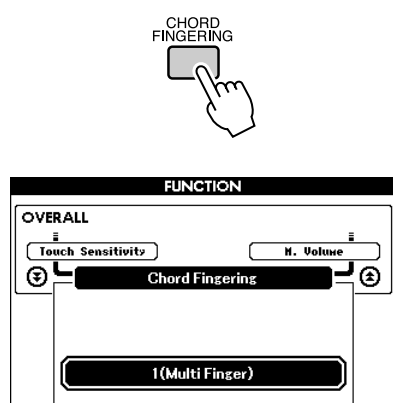 CHORD
FINGERING
FUNCTION
OVERALL
Touch Sensitivity M. Volume
Chord Fingering
1(Multi Finger)